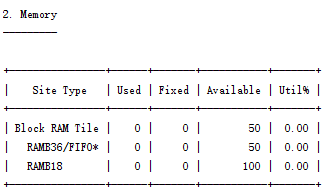 2. Memory
---------
+----------------+------+-------+-----------+-------+
|    Site Type   | Used | Fixed | Available | Util% |
+----------------+------+-------+-----------+-------+
| Block RAM Tile |    0 |     0 |        50 |  0.00 |
|   RAMB36/FIFO* |    0 |     0 |        50 |  0.00 |
|   RAMB18       |    0 |     0 |       100 |  0.00 |
+----------------+------+-------+-----------+-------+